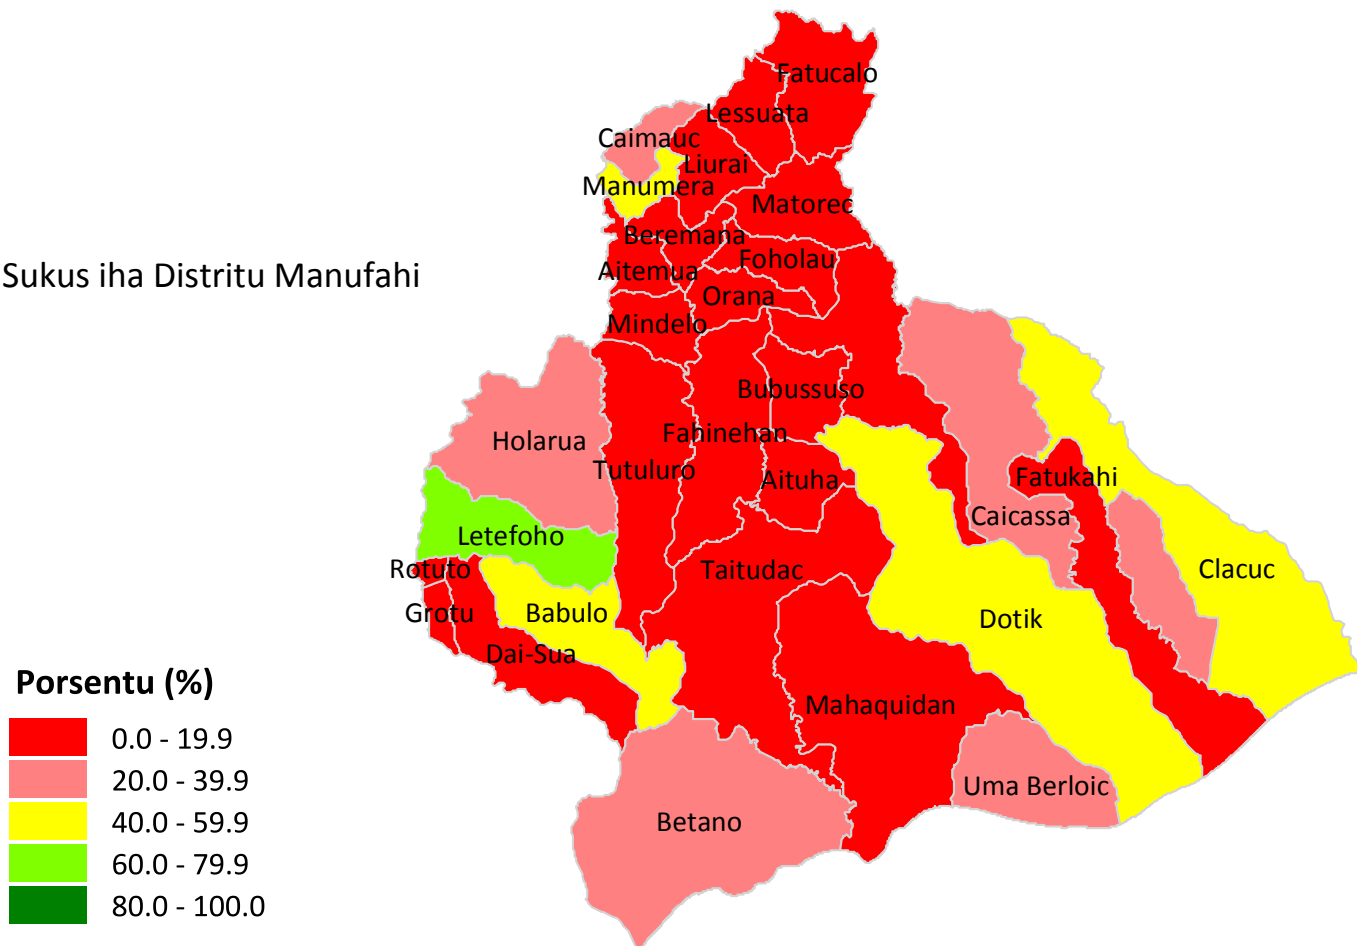 Fatucalo
Lessuata
Caimauc
Liurai
Manumera
Matorec
Beremana
Foholau
Sukus iha Distritu Manufahi
Aitemua
Orana
Mindelo
Bubussuso
Fahinehan
Holarua
Tutuluro
Aituha
Fatukahi
Caicassa
Letefoho
Rotuto
Taitudac
Clacuc
Grotu
Babulo
Dotik
Dai-Sua
Mahaquidan
Uma Berloic
Betano
Porsentu (%)
0.0 - 19.9
20.0 - 39.9
40.0 - 59.9
60.0 - 79.9
80.0 - 100.0